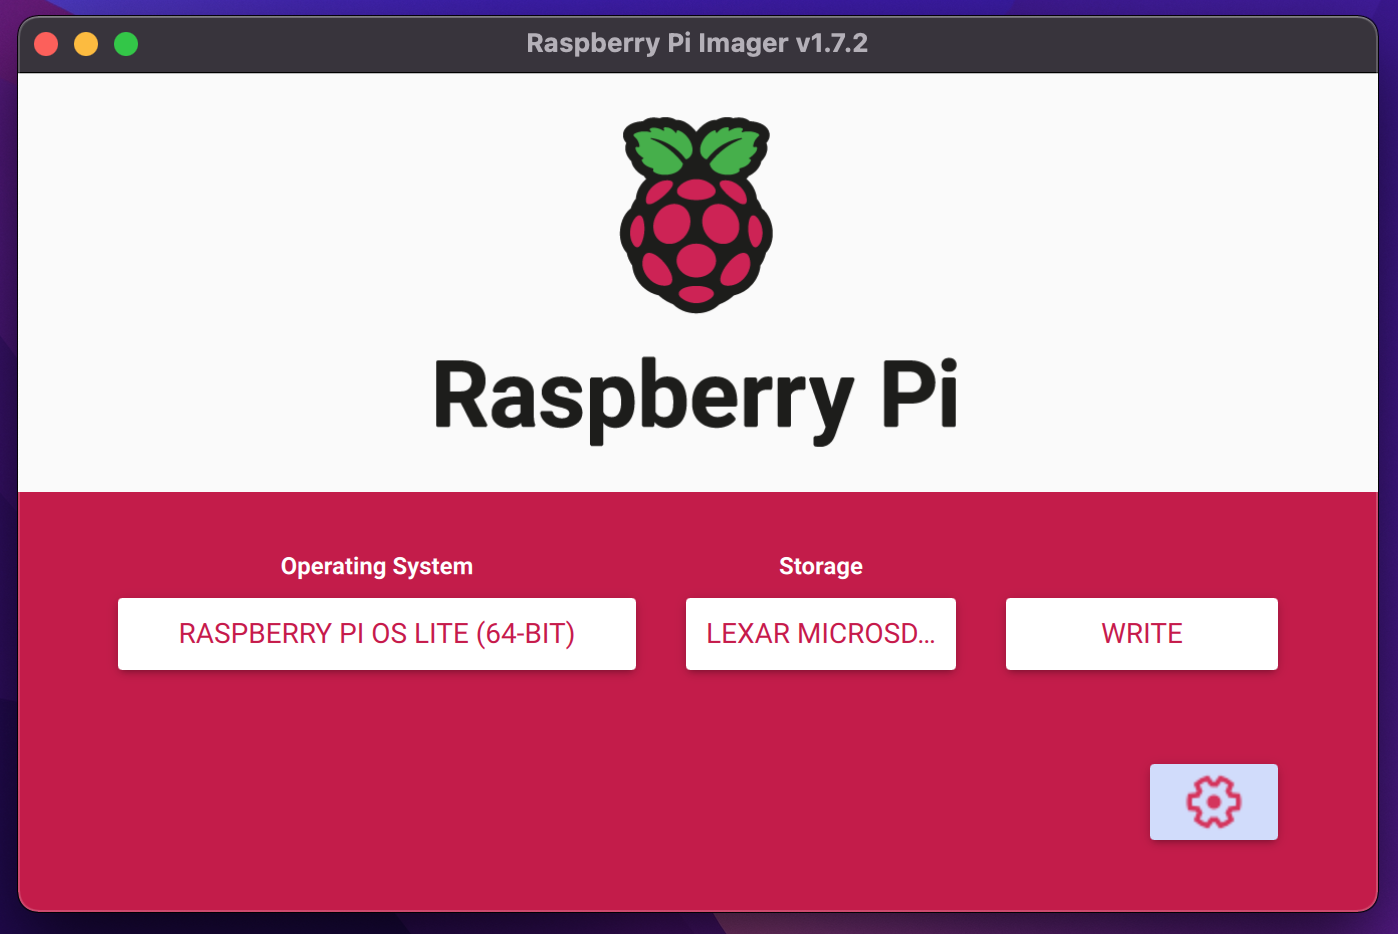 Raspberry Pi Imager v1.7.2
Raspberry Pi
Operating System
Storage
RASPBERRY PI OS LITE (64-BIT)
LEXAR MICROSD...
WRITE